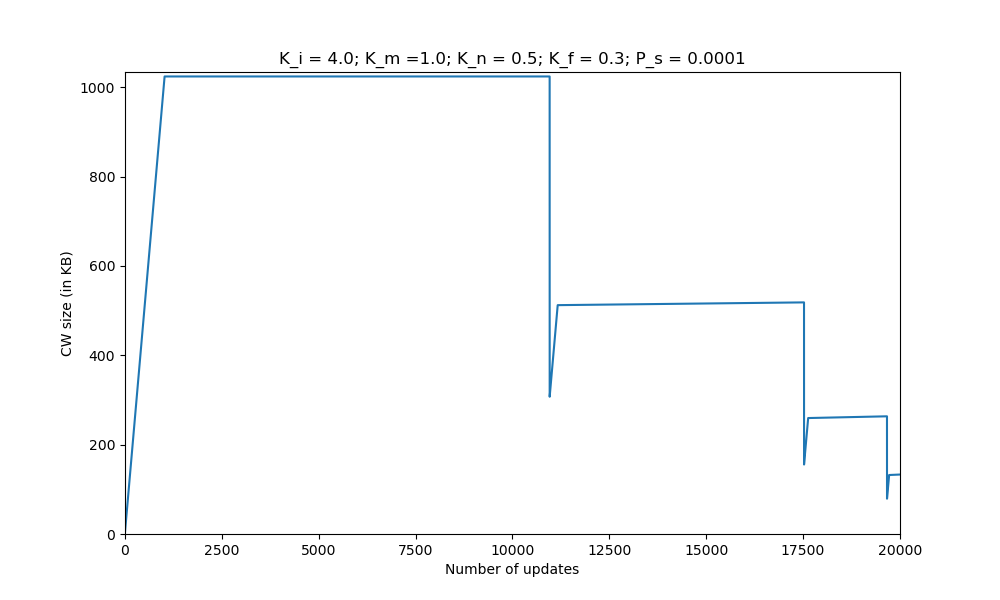 K_i = 4.0; K_m =1.0; K_n = 0.5; K_f = 0.3; P_s = 0.0001
CW size (in KB)
1000
800
600
400
200
0
0 2500 5000 7500 10000 12500 15000 17500 20000
Number of updates